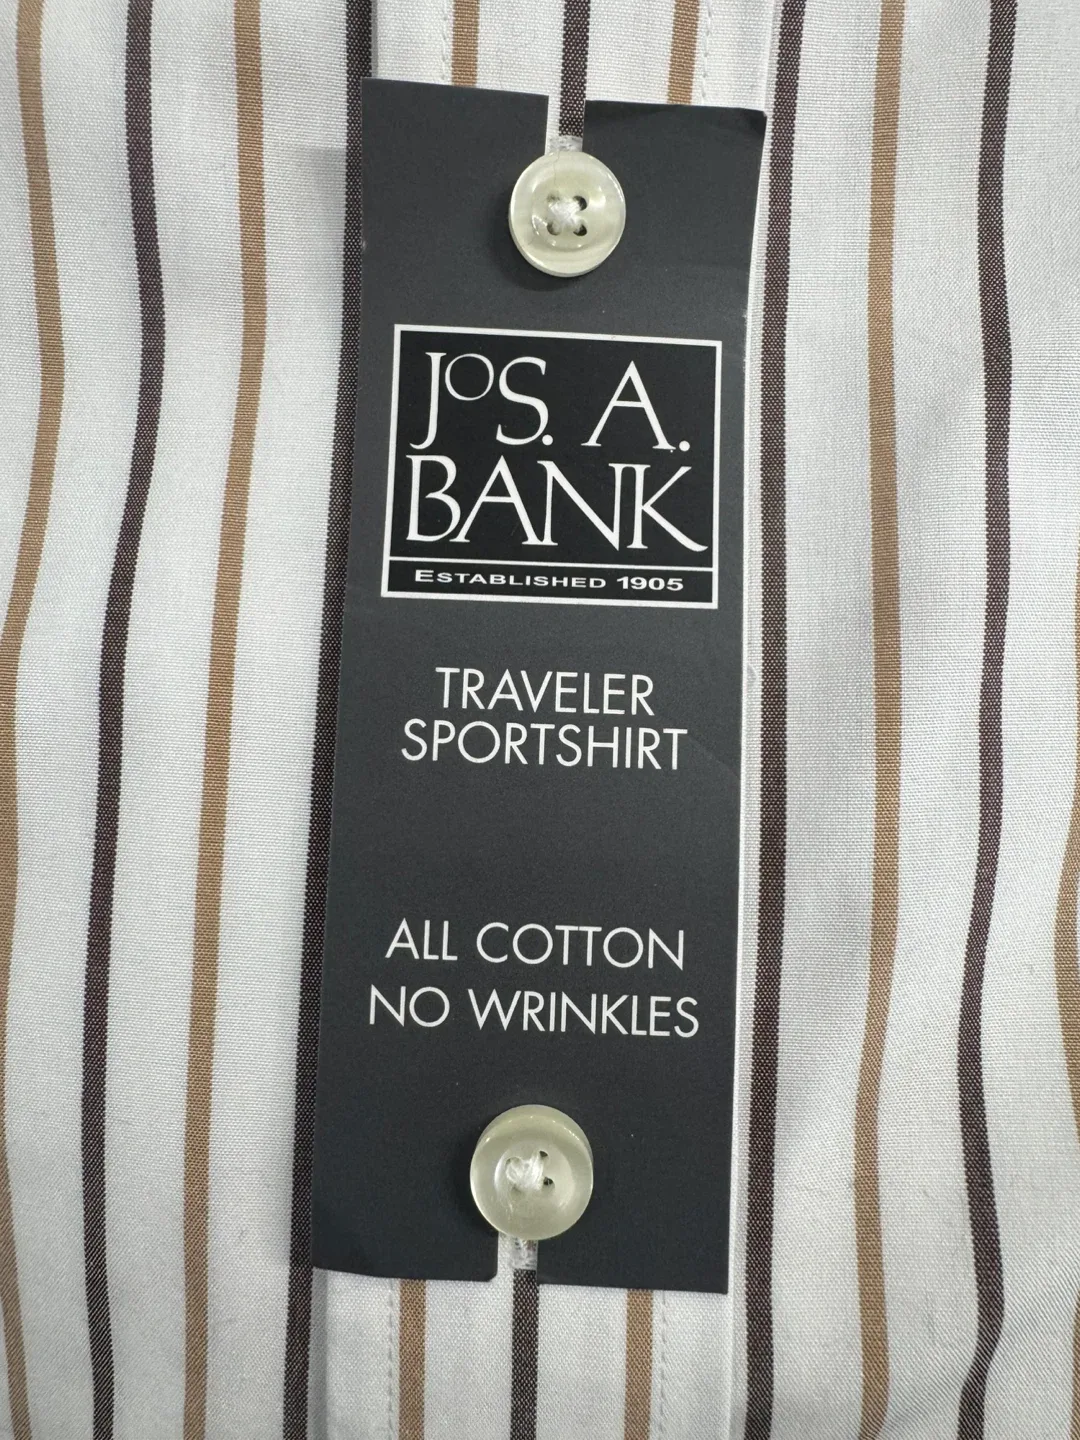 JOS. A.
BANK
ESTABLISHED 1905
TRAVELER
SPORTSHIRT
ALL COTTON
NO WRINKLES